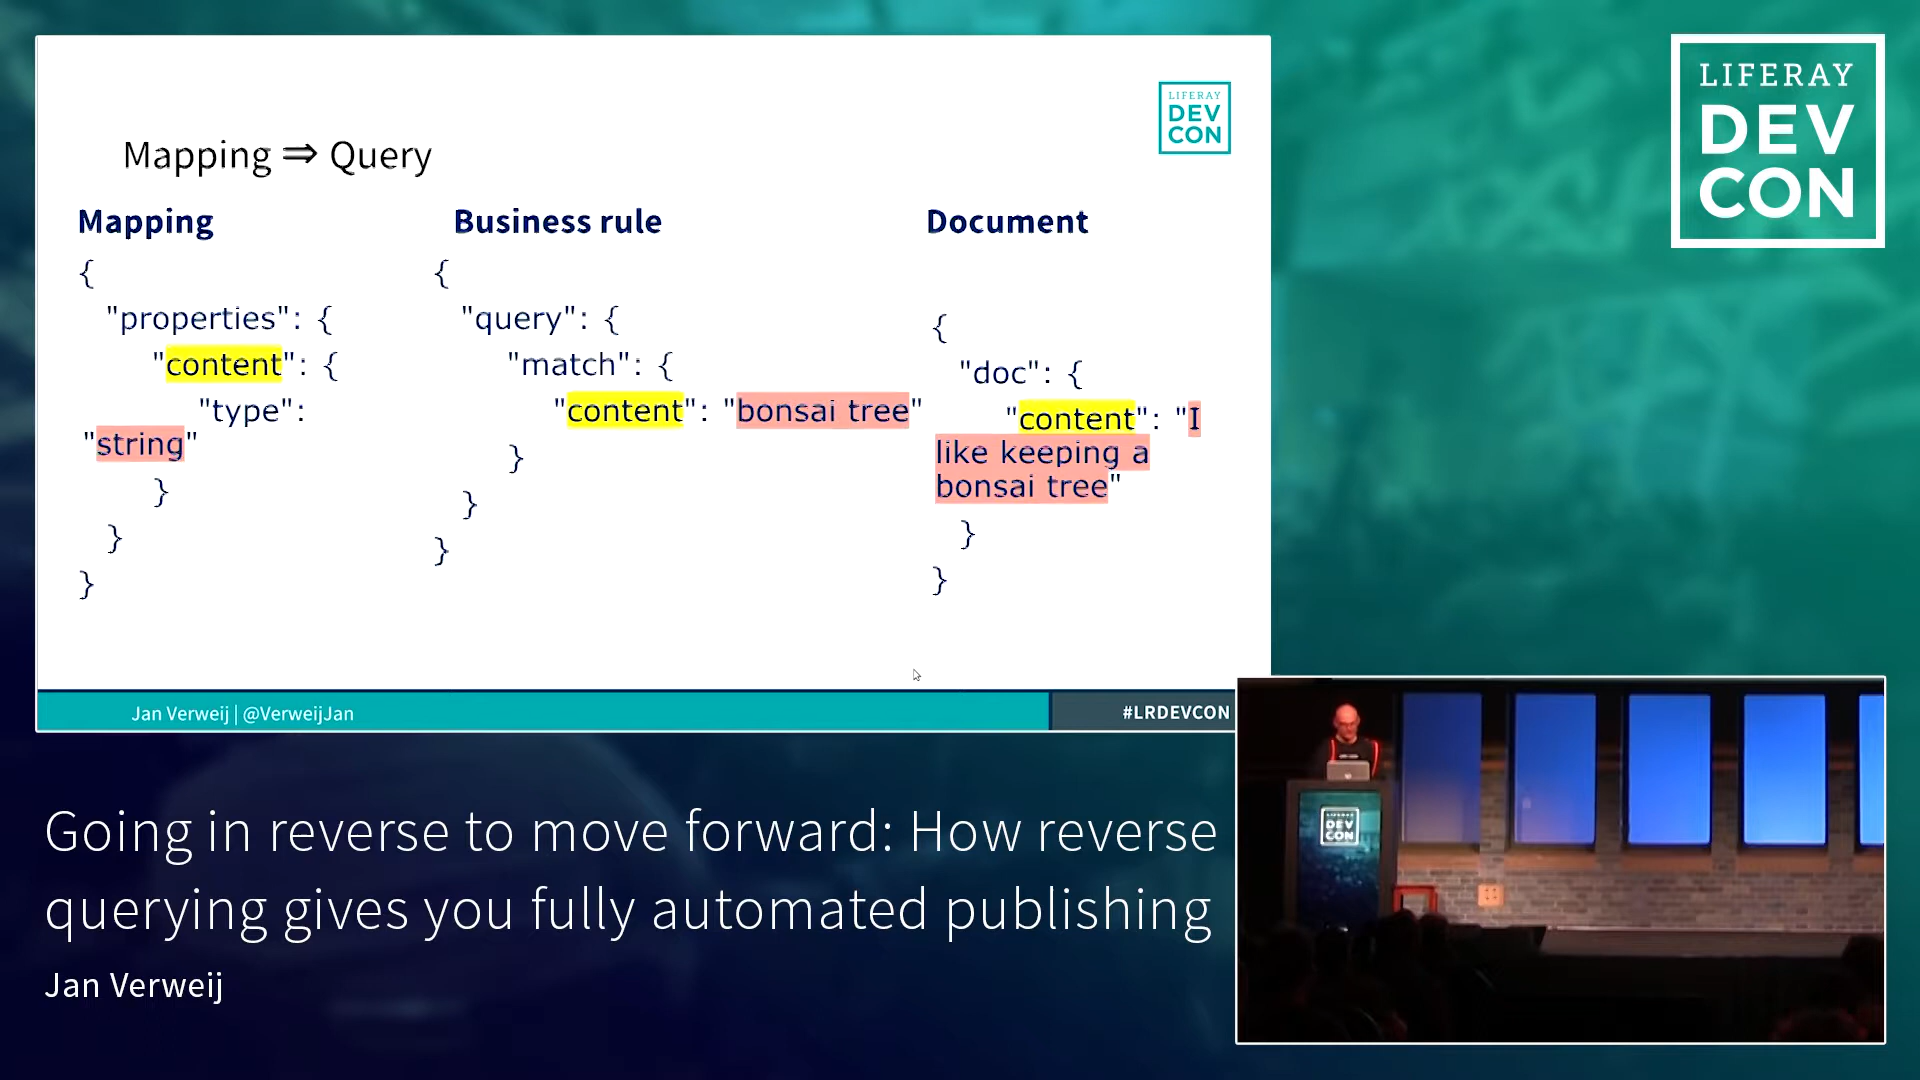 LIFERAY
DEV
CON
LIFERAY
DEV
CON
Mapping ⇒ Query
Mapping
{
"properties": {
"content": {
"type":
"string"
}
}
}
Business rule
{
"query": {
"match": {
"content": "bonsai tree"
}
}
}
Document
{
"doc": {
"content": "I
like keeping a
bonsai tree"
}
}
Jan Verweij | @VerweijJan
#LRDEVCON
DEV
CON
Going in reverse to move forward: How reverse
querying gives you fully automated publishing
Jan Verweij